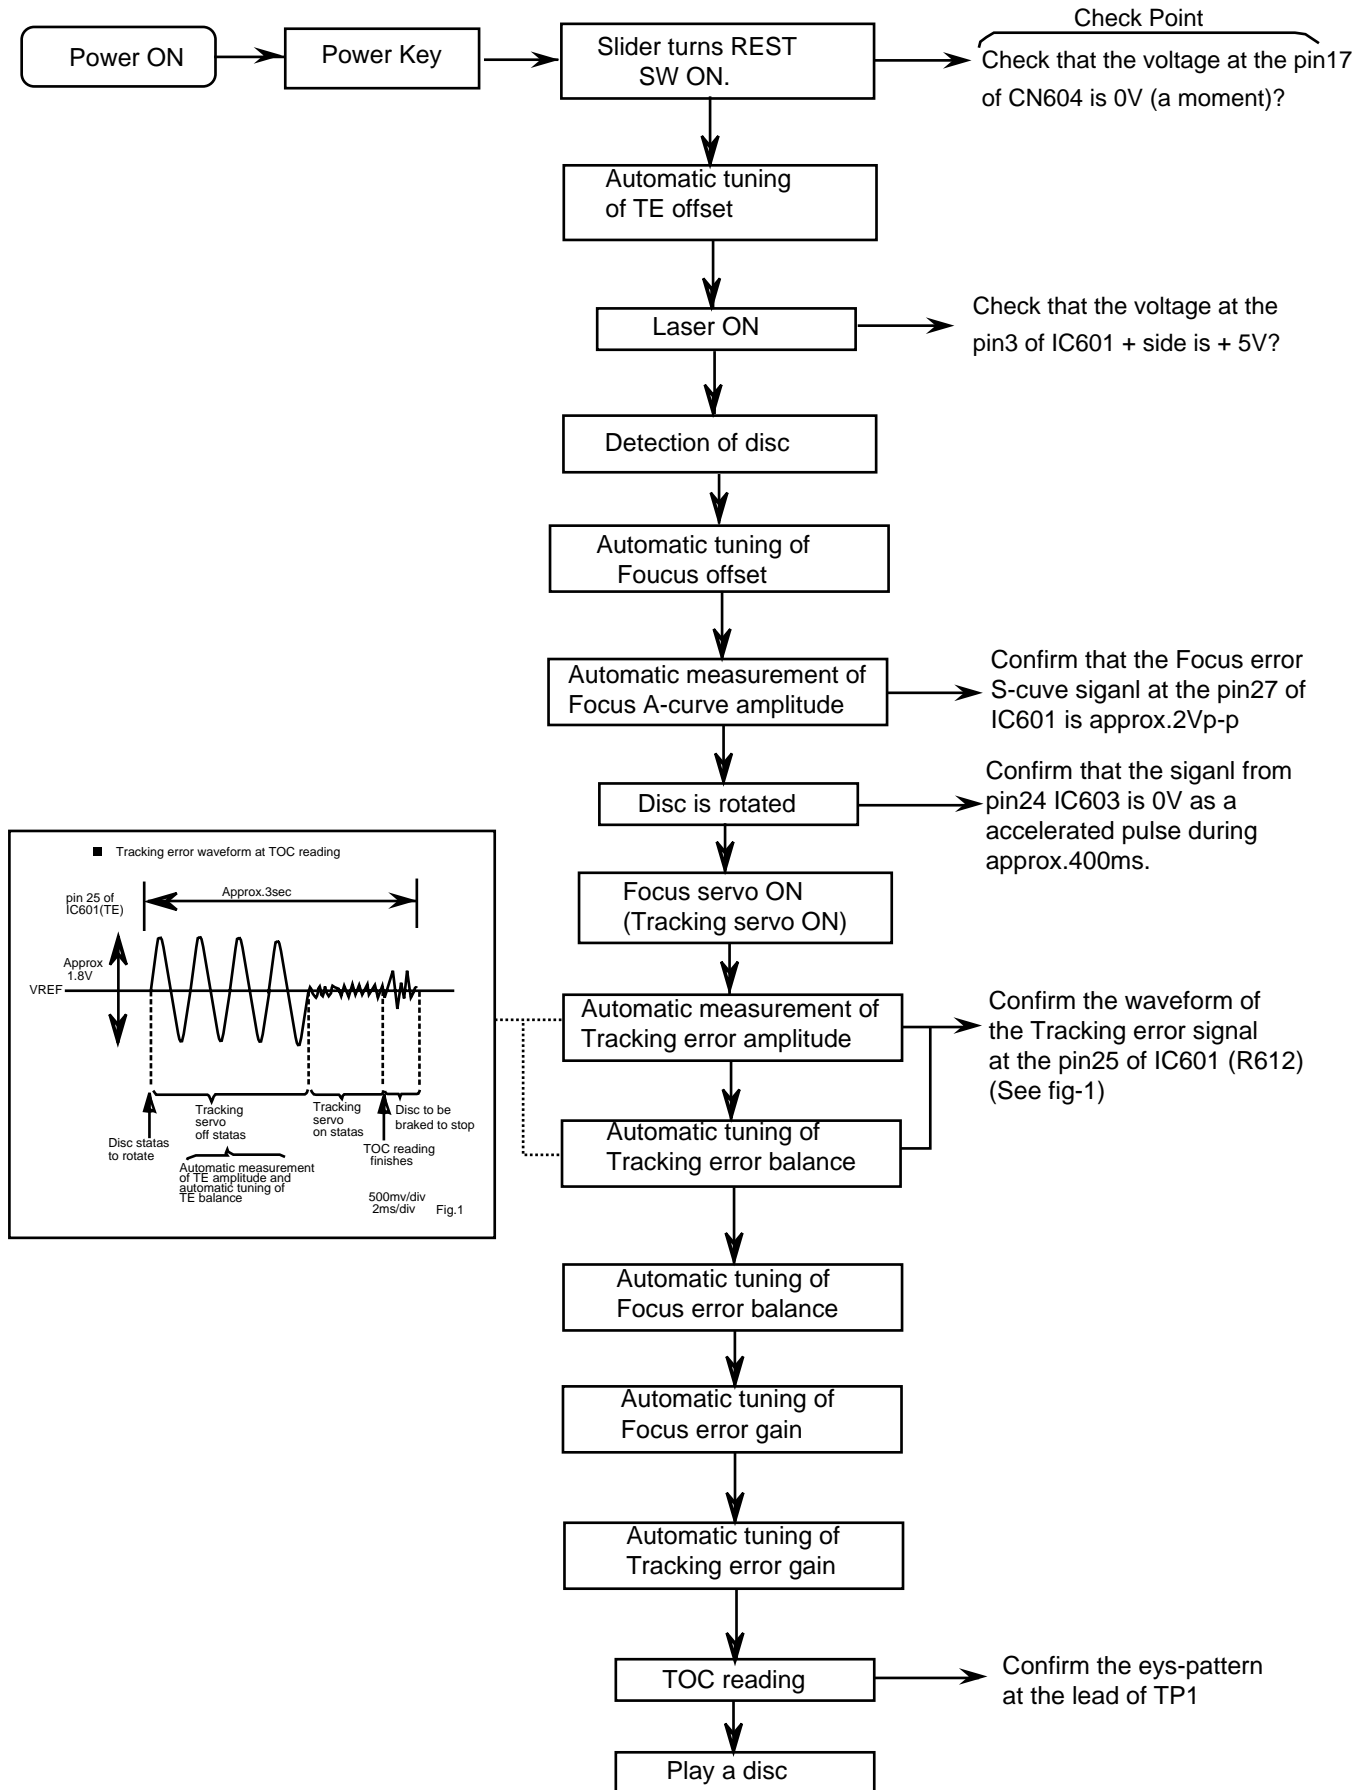 Check Point
Power ON
Power Key
Slider turns REST
SW ON.
Check that the voltage at the pin17
of CN604 is 0V (a moment)?
Automatic tuning
of TE offset
Laser ON
Check that the voltage at the
pin3 of IC601 + side is + 5V?
Detection of disc
Automatic tuning of
Foucus offset
Automatic measurement of
Focus A-curve amplitude
Confirm that the Focus error
S-cuve siganl at the pin27 of
IC601 is approx.2Vp-p
Disc is rotated
Confirm that the siganl from
pin24 IC603 is 0V as a
accelerated pulse during
approx.400ms.
Focus servo ON
(Tracking servo ON)
Automatic measurement of
Tracking error amplitude
Confirm the waveform of
the Tracking error signal
at the pin25 of IC601 (R612)
(See fig-1)
Automatic tuning of
Tracking error balance
■ Tracking error waveform at TOC reading
pin 25 of
IC601(TE)
Approx.3sec
Approx
1.8V
VREF
Tracking
servo
off statas
Tracking
servo
on statas
Disc to be
braked to stop
Disc statas
to rotate
TOC reading
finishes
Automatic measurement
of TE amplitude and
automatic tuning of
TE balance
500mv/div
2ms/div
Fig.1
Automatic tuning of
Focus error balance
Automatic tuning of
Focus error gain
Automatic tuning of
Tracking error gain
TOC reading
Confirm the eys-pattern
at the lead of TP1
Play a disc